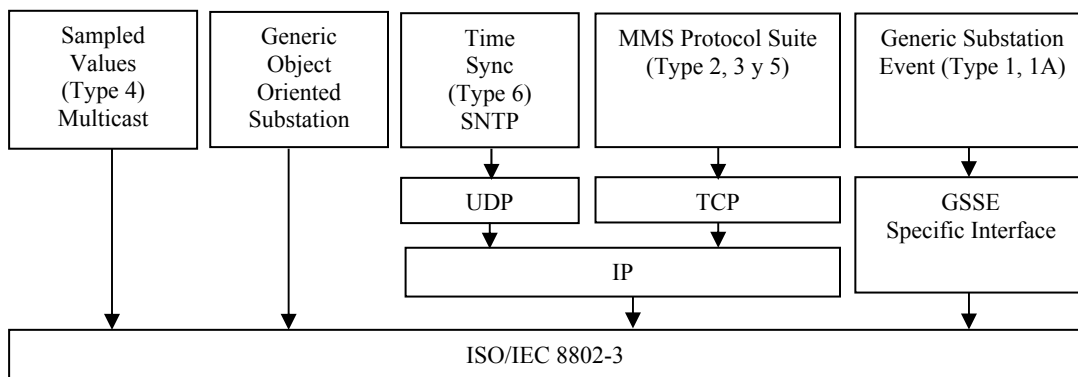 Sampled
Values
(Type 4)
Multicast
Generic
Object
Oriented
Substation
Time
Sync
(Type 6)
SNTP
MMS Protocol Suite
(Type 2, 3 y 5)
Generic Substation
Event (Type 1, 1A)
UDP
TCP
GSSE
Specific Interface
IP
ISO/IEC 8802-3